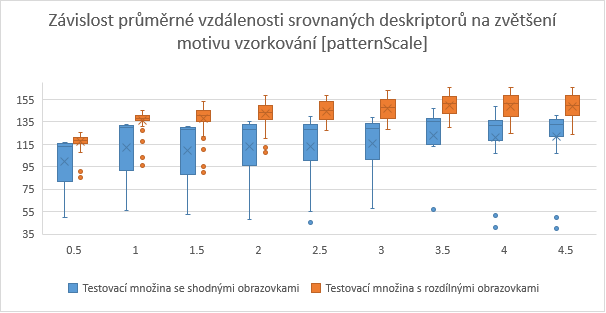 Závislost průměrné vzdálenosti srovnaných deskriptorů na zvětšení
motivu vzorkování [patternScale]
155
135
115
95
75
55
35
0.5 1 1.5 2 2.5 3 3.5 4 4.5
Testovací množina se shodnými obrazovkami Testovací množina s rozdílnými obrazovkami